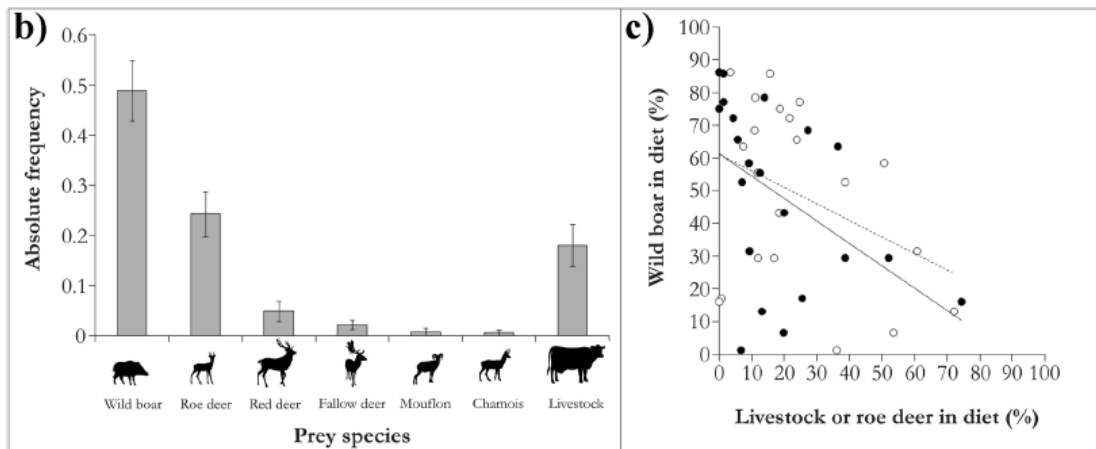 b)
0.6
0.5
0.4
0.3
0.2
0.1
0
Absolute frequency
Wild boar Roe deer Red deer Fallow deer Mouflon Chamois Livestock
Prey species
c)
100
90
80
70
60
50
40
30
20
10
0
Wild boar in diet (%)
0 10 20 30 40 50 60 70 80 90 100
Livestock or roe deer in diet (%)